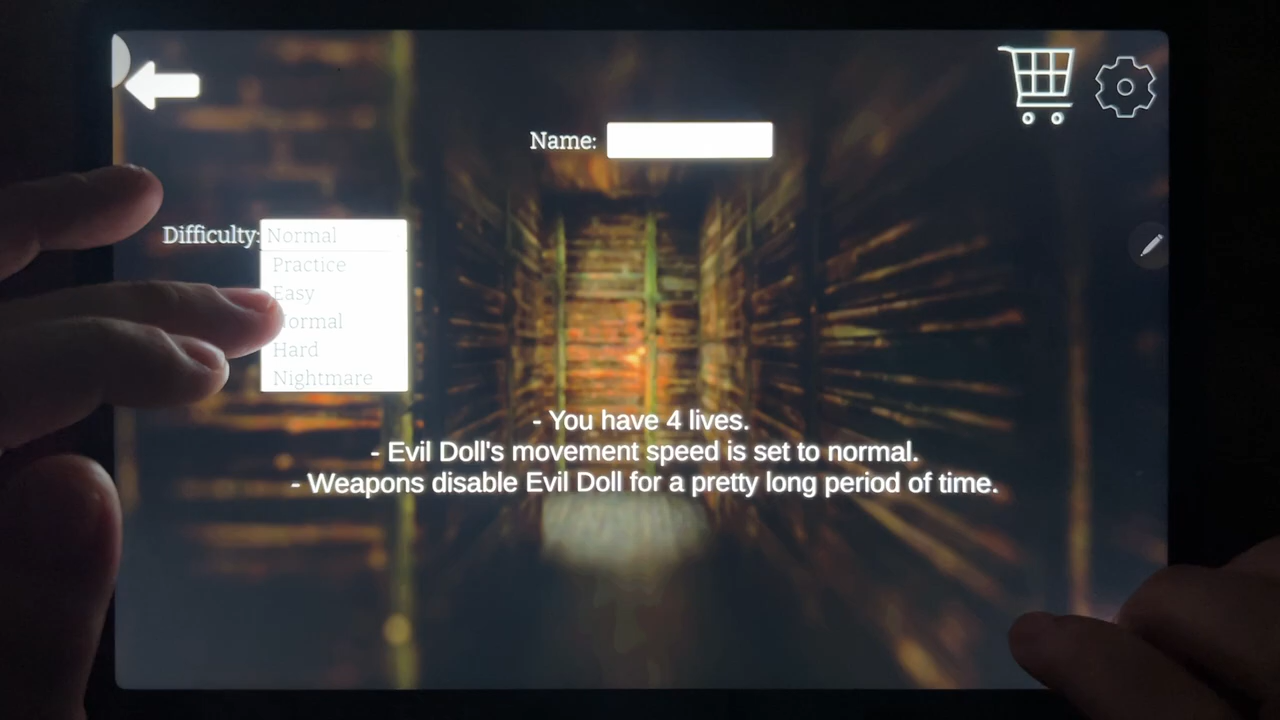 Name:
Difficulty: Normal
Practice
Easy
Normal
Hard
Nightmare
- You have 4 lives.
- Evil Doll's movement speed is set to normal.
- Weapons disable Evil Doll for a pretty long period of time.